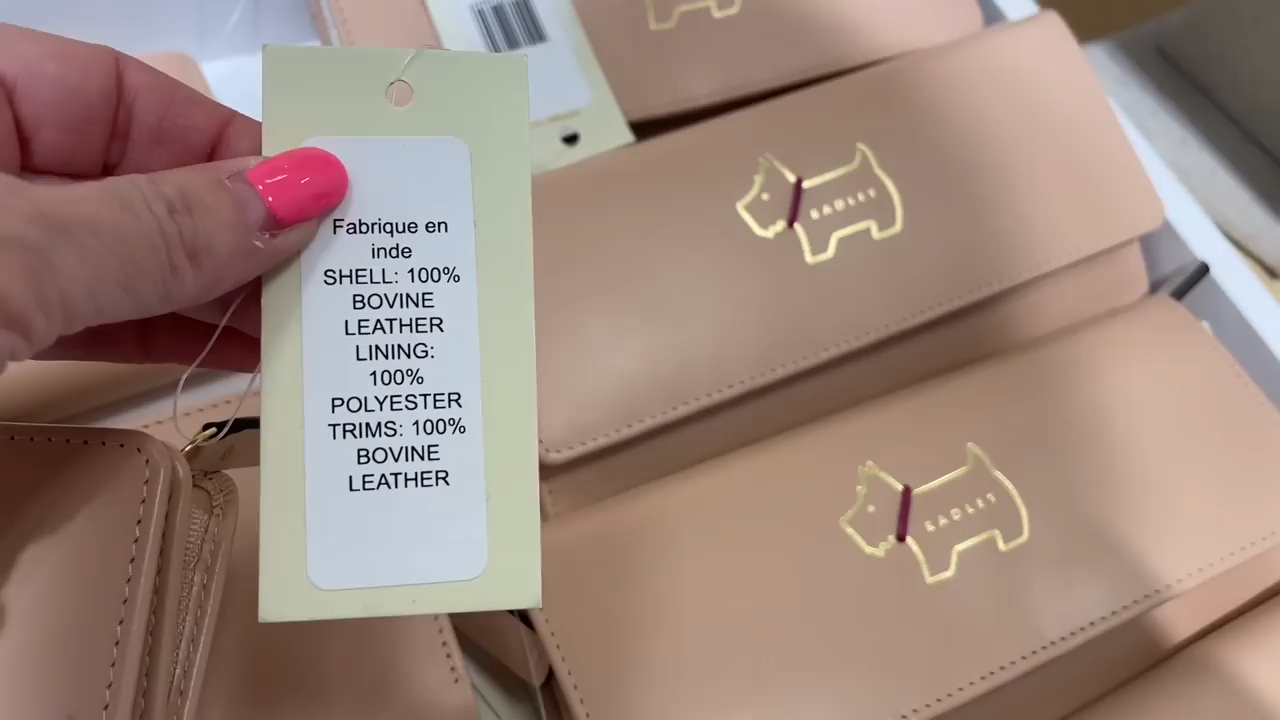 Fabrique en
inde
SHELL: 100%
BOVINE
LEATHER
LINING:
100%
POLYESTER
TRIMS: 100%
BOVINE
LEATHER
RADLEY
RADLEY